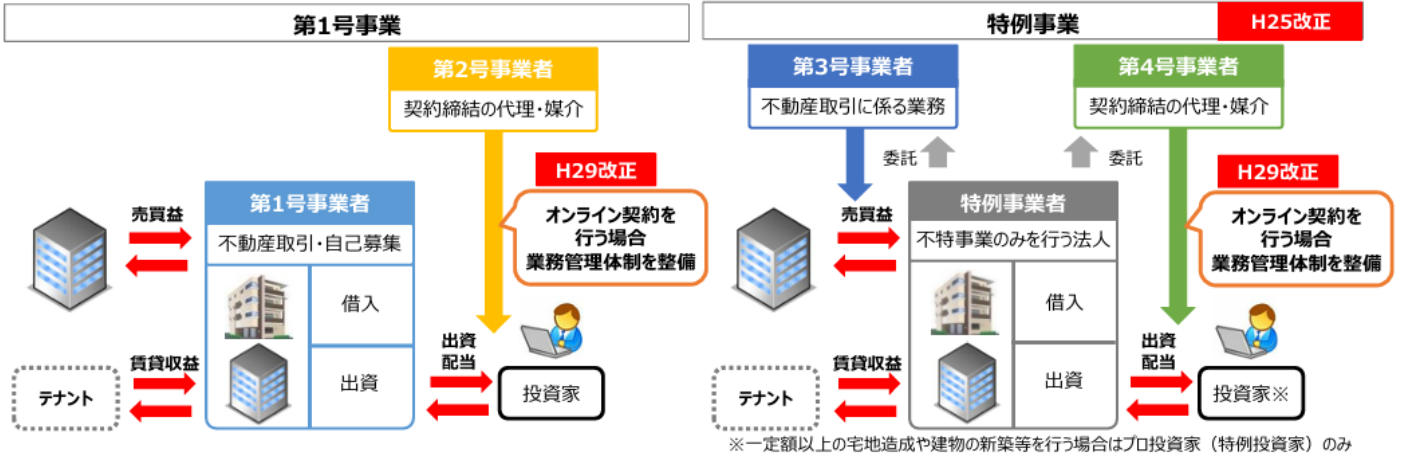 第1号事業
第2号事業者
契約締結の代理・媒介
H29改正
オンライン契約を
行う場合
業務管理体制を整備
第1号事業者
不動産取引・自己募集
売買益
借入
出資
賃貸収益
テナント
出資
配当
投資家
特例事業
H25改正
第3号事業者
不動産取引に係る業務
第4号事業者
契約締結の代理・媒介
委託
委託
H29改正
オンライン契約を
行う場合
業務管理体制を整備
特例事業者
不特事業のみを行う法人
売買益
借入
出資
賃貸収益
テナント
出資
配当
投資家※
※一定額以上の宅地造成や建物の新築等を行う場合はプロ投資家（特例投資家）のみ